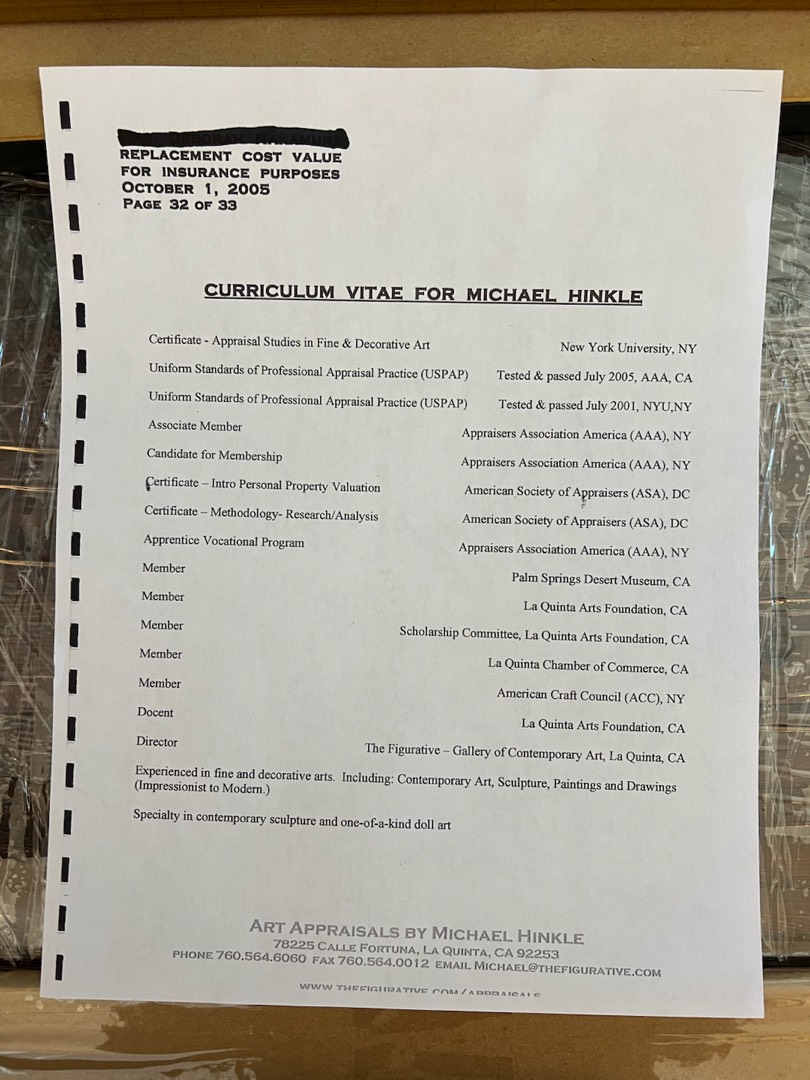 REPLACEMENT COST VALUE
FOR INSURANCE PURPOSES
OCTOBER 1, 2005
PAGE 32 OF 33
CURRICULUM VITAE FOR MICHAEL HINKLE
Certificate - Appraisal Studies in Fine & Decorative Art New York University, NY
Uniform Standards of Professional Appraisal Practice (USPAP) Tested & passed July 2005, AAA, CA
Uniform Standards of Professional Appraisal Practice (USPAP) Tested & passed July 2001, NYU,NY
Associate Member Appraisers Association America (AAA), NY
Candidate for Membership Appraisers Association America (AAA), NY
Certificate – Intro Personal Property Valuation American Society of Appraisers (ASA), DC
Certificate – Methodology- Research/Analysis American Society of Appraisers (ASA), DC
Apprentice Vocational Program Appraisers Association America (AAA), NY
Member Palm Springs Desert Museum, CA
Member La Quinta Arts Foundation, CA
Member Scholarship Committee, La Quinta Arts Foundation, CA
Member La Quinta Chamber of Commerce, CA
Member American Craft Council (ACC), NY
Docent La Quinta Arts Foundation, CA
Director The Figurative – Gallery of Contemporary Art, La Quinta, CA
Experienced in fine and decorative arts. Including: Contemporary Art, Sculpture, Paintings and Drawings
(Impressionist to Modern.)
Specialty in contemporary sculpture and one-of-a-kind doll art
ART APPRAISALS BY MICHAEL HINKLE
78225 CALLE FORTUNA, LA QUINTA, CA 92253
PHONE 760.564.6060 FAX 760.564.0012 EMAIL MICHAEL@THEFIGURATIVE.COM
WWW.THEFIGURATIVE.COM/APPRAISALS